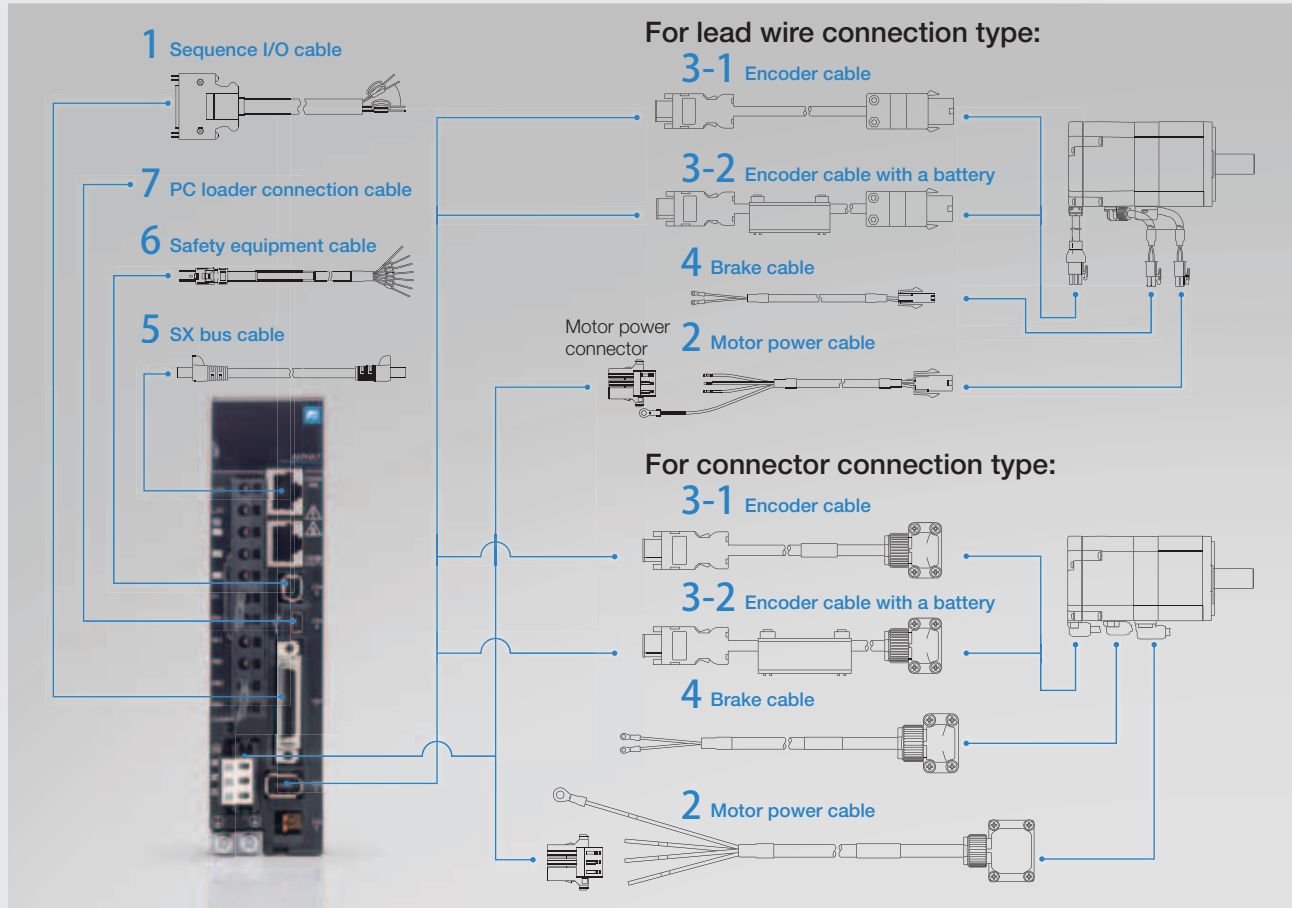 1 Sequence I/O cable
7 PC loader connection cable
6 Safety equipment cable
5 SX bus cable
For lead wire connection type:
3-1 Encoder cable
3-2 Encoder cable with a battery
4 Brake cable
Motor power
connector
2 Motor power cable
For connector connection type:
3-1 Encoder cable
3-2 Encoder cable with a battery
4 Brake cable
2 Motor power cable